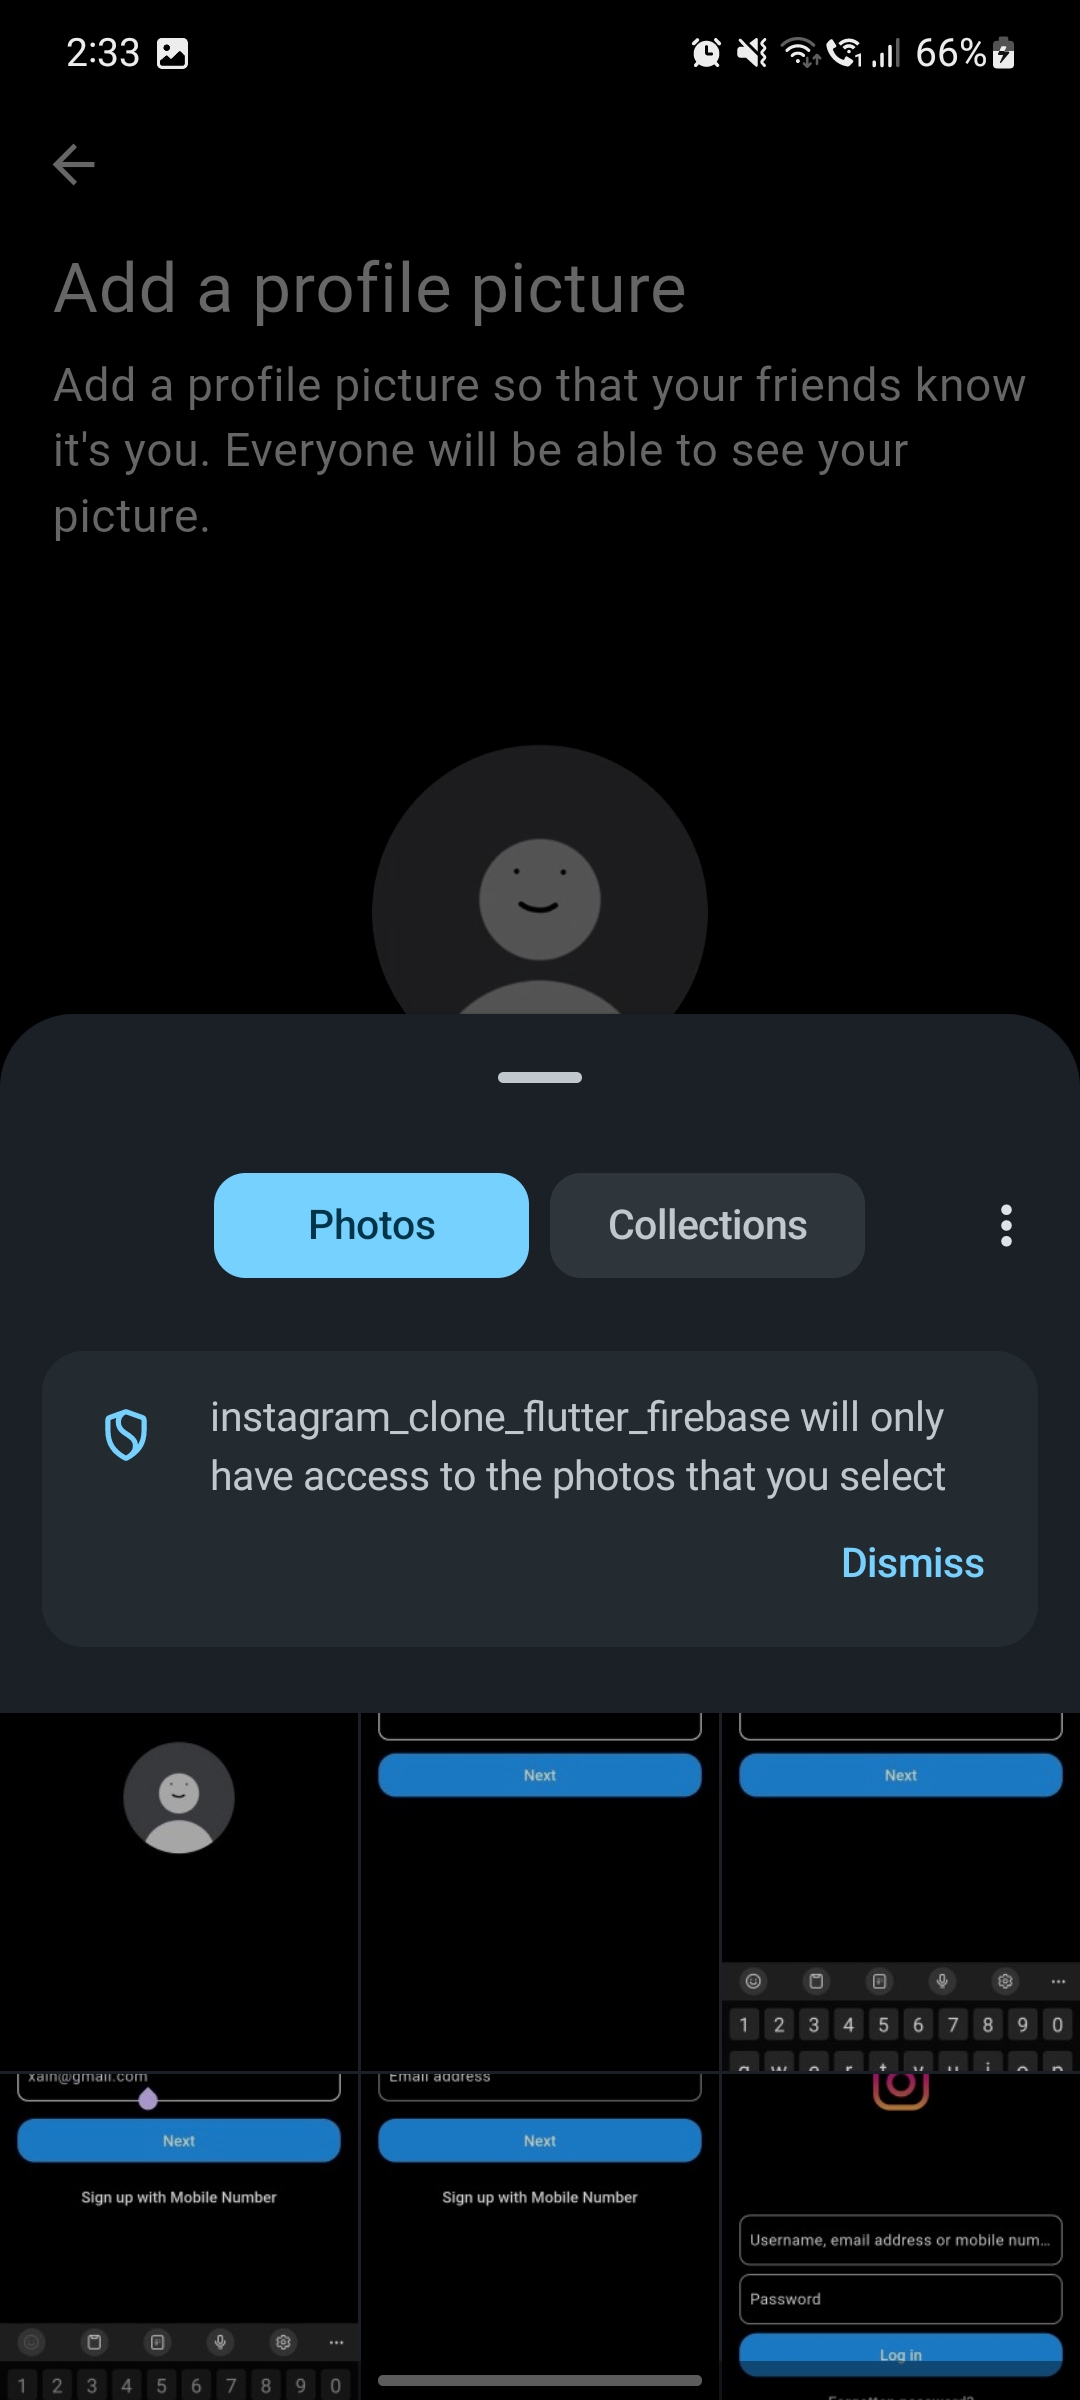 2:33
66%
Add a profile picture
Add a profile picture so that your friends know
it's you. Everyone will be able to see your
picture.
Photos
Collections
instagram_clone_flutter_firebase will only
have access to the photos that you select
Dismiss
Next
Next
1 2 3 4 5 6 7 8 9 0
q w e r t y u i o p
xain@gmail.com
Email address
Next
Next
Sign up with Mobile Number
Sign up with Mobile Number
Username, email address or mobile num...
Password
Log in
1 2 3 4 5 6 7 8 9 0
Forgotten password?